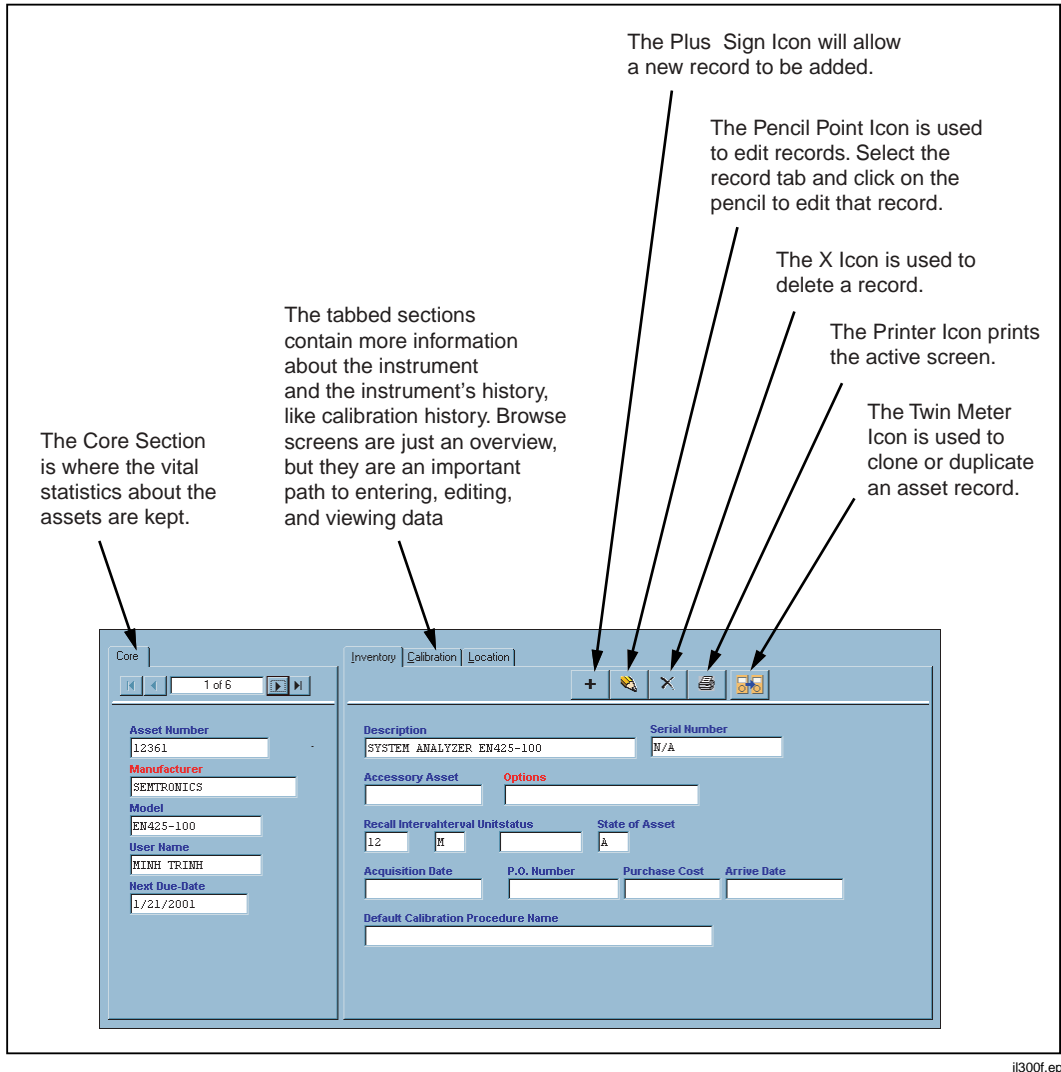 The Plus  Sign Icon will allow
a new record to be added.
The Pencil Point Icon is used
to edit records. Select the
record tab and click on the
pencil to edit that record.
The X Icon is used to
delete a record.
The Printer Icon prints
the active screen.
The Twin Meter
Icon is used to
clone or duplicate
an asset record.
The tabbed sections
contain more information
about the instrument
and the instrument's history,
like calibration history. Browse
screens are just an overview,
but they are an important
path to entering, editing,
and viewing data
The Core Section
is where the vital
statistics about the
assets are kept.
Core
1 of 6
Asset Number
12361
Manufacturer
SEMTRONICS
Model
EN425-100
User Name
MINH TRINH
Next Due-Date
1/21/2001
Inventory Calibration Location
Description Serial Number
SYSTEM ANALYZER EN425-100 N/A
Accessory Asset Options
Recall Intervahterval Unitstatus State of Asset
12 M A
Acquisition Date P.O. Number Purchase Cost Arrive Date
Default Calibration Procedure Name
il300f.ep